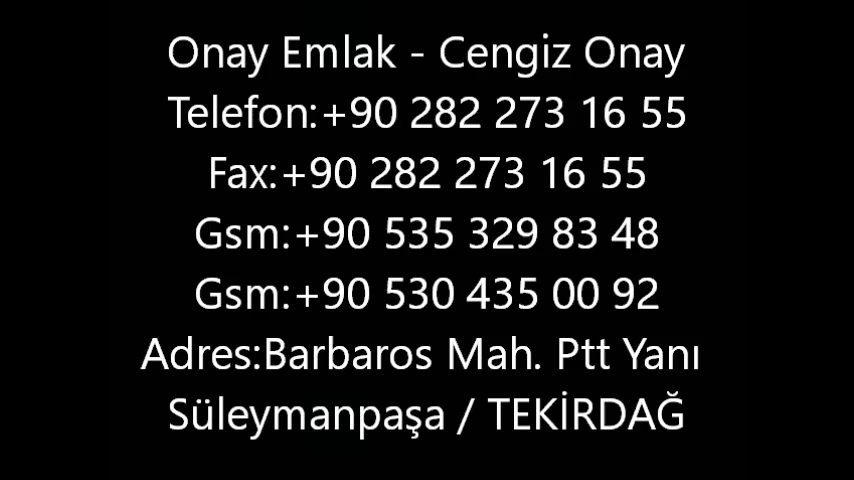 Onay Emlak - Cengiz Onay
Telefon:+90 282 273 16 55
Fax:+90 282 273 16 55
Gsm:+90 535 329 83 48
Gsm:+90 530 435 00 92
Adres:Barbaros Mah. Ptt Yanı
Süleymanpaşa / TEKİRDAĞ